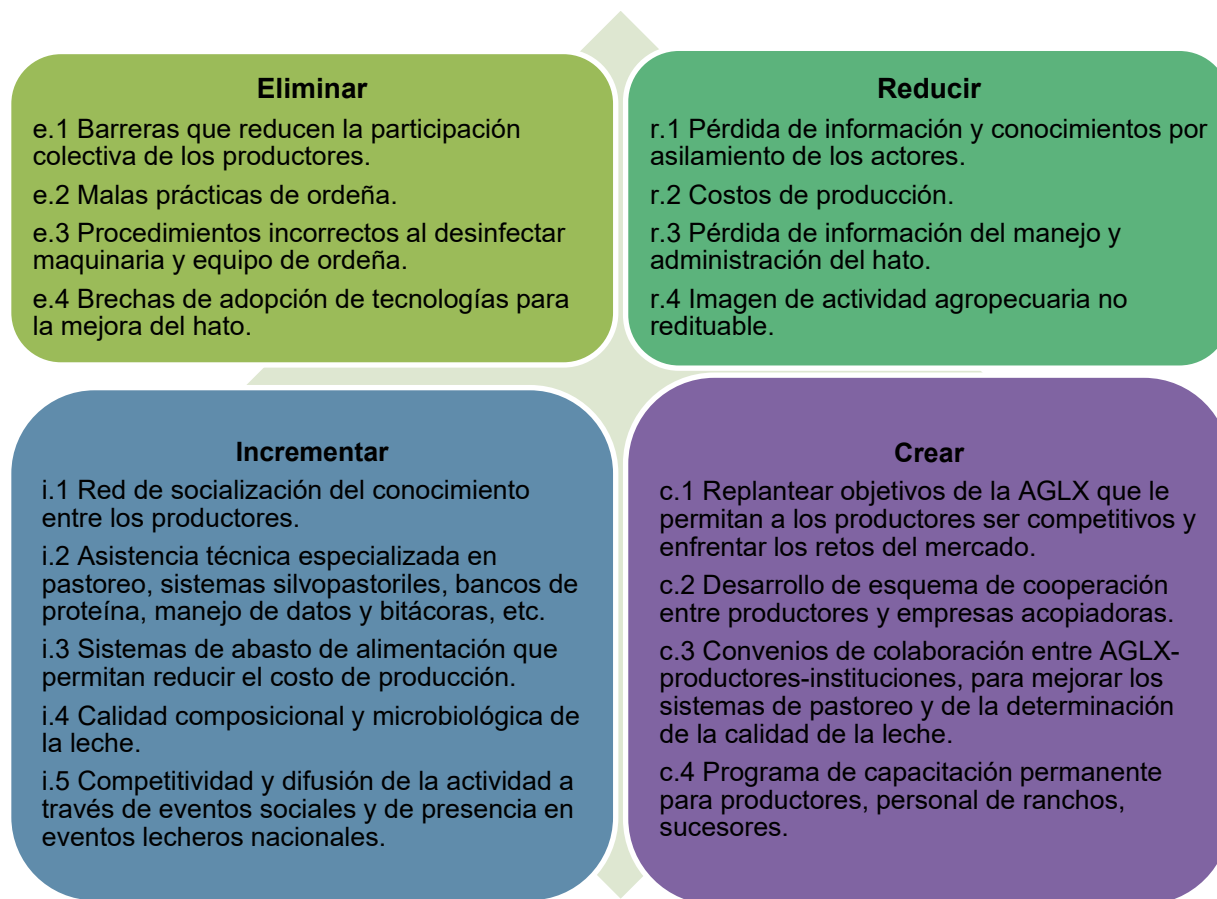 Eliminar
e.1 Barreras que reducen la participación
colectiva de los productores.
e.2 Malas prácticas de ordeña.
e.3 Procedimientos incorrectos al desinfectar
maquinaria y equipo de ordeña.
e.4 Brechas de adopción de tecnologías para
la mejora del hato.
Reducir
r.1 Pérdida de información y conocimientos por
asilamiento de los actores.
r.2 Costos de producción.
r.3 Pérdida de información del manejo y
administración del hato.
r.4 Imagen de actividad agropecuaria no
redituable.
Incrementar
i.1 Red de socialización del conocimiento
entre los productores.
i.2 Asistencia técnica especializada en
pastoreo, sistemas silvopastoriles, bancos de
proteína, manejo de datos y bitácoras, etc.
i.3 Sistemas de abasto de alimentación que
permitan reducir el costo de producción.
i.4 Calidad composicional y microbiológica de
la leche.
i.5 Competitividad y difusión de la actividad a
través de eventos sociales y de presencia en
eventos lecheros nacionales.
Crear
c.1 Replantear objetivos de la AGLX que le
permitan a los productores ser competitivos y
enfrentar los retos del mercado.
c.2 Desarrollo de esquema de cooperación
entre productores y empresas acopiadoras.
c.3 Convenios de colaboración entre AGLX-
productores-instituciones, para mejorar los
sistemas de pastoreo y de la determinación
de la calidad de la leche.
c.4 Programa de capacitación permanente
para productores, personal de ranchos,
sucesores.